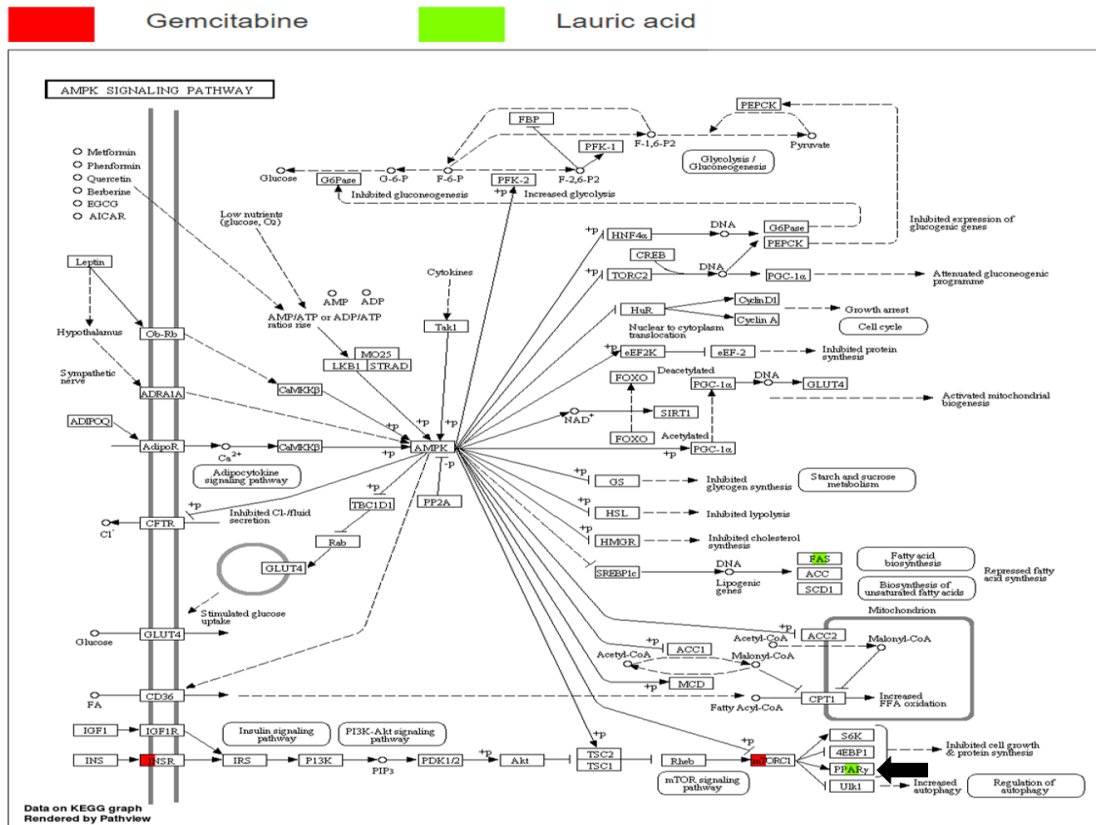 Gemcitabine
Lauric acid
AMPK SIGNALING PATHWAY
Metformin
Phenformin
Quercetin
Berberine
EGCG
AICAR
FBP
PEPCK
F-1,6-P2
Pyruvate
PFK-1
Glycolysis /
Gluconeogenesis
Glucose
G-6-P
F-6-P
F-2,6-P2
G6Pase
PFK-2
+p
Increased glycolysis
Inhibited gluconeogenesis
Low nutrients
(glucose, O2)
Cytokines
+p
HNF4α
DNA
G6Pase
PEPCK
Inhibited expression of
glucogenic genes
CREB
+p
TORC2
DNA
PGC-1α
Attenuated gluconeogenic
programme
Leptin
AMP
ADP
AMP/ATP or ADP/ATP
ratios rise
Tak1
HuR
CyclinD1
Cyclin A
Growth arrest
Cell cycle
Nuclear to cytoplasm
translocation
Hypothalamus
Ob-Rb
MO25
LKB1
STRAD
+p
eEF2K
eEF-2
Inhibited protein
synthesis
Sympathetic
nerve
ADRA1A
CaMKKβ
FOXO
Deacetylated
PGC-1α
DNA
GLUT4
Activated mitochondrial
biogenesis
NAD+
SIRT1
ADIPOQ
+p
+p
+p
+p
FOXO
Acetylated
PGC-1α
+p
AdipoR
Ca2+
CaMKKβ
+p
AMPK
-p
PP2A
Adipocytokine
signaling pathway
+p
GS
Inhibited
glycogen synthesis
Starch and sucrose
metabolism
+p
HSL
Inhibited lypolysis
+p
HMGR
Inhibited cholesterol
synthesis
+p
CFTR
Cl-
Inhibited Cl-/fluid
secretion
+p
TBC1D1
Rab
GLUT4
Stimulated glucose
uptake
SREBP1c
DNA
Lipogenic
genes
FAS
ACC
SCD1
Fatty acid
biosynthesis
Biosynthesis of
unsaturated fatty acids
Repressed fatty
acid synthesis
Glucose
GLUT4
Mitochondrion
+p
ACC2
Acetyl-CoA
Malonyl-CoA
+p
ACC1
Acetyl-CoA
Malonyl-CoA
MCD
+p
FA
CD36
Fatty Acyl-CoA
CPT1
Increased
FFA oxidation
IGF1
IGF1R
Insulin signaling
pathway
PI3K-Akt signaling
pathway
INS
INSR
IRS
P13K
PIP3
PDK1/2
+p
Akt
+p
TSC2
TSC1
Rheb
+p
mTORC1
mTOR signaling
pathway
S6K
4EBP1
PPARγ
Ulk1
Inhibited cell growth
& protein synthesis
Increased
autophagy
Regulation of
autophagy
Data on KEGG graph
Rendered by Pathview